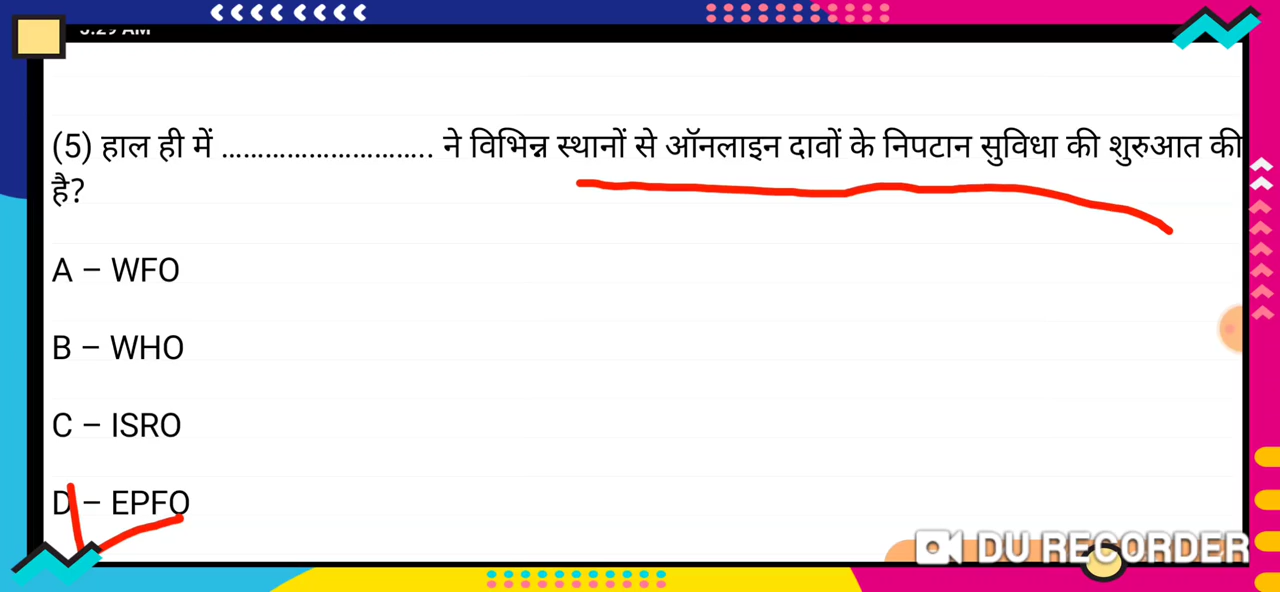 (5) हाल ही में ............................. ने विभिन्न स्थानों से ऑनलाइन दावों के निपटान सुविधा की शुरुआत की
है?
A – WFO
B – WHO
C – ISRO
D – EPFO
DU RECORDER